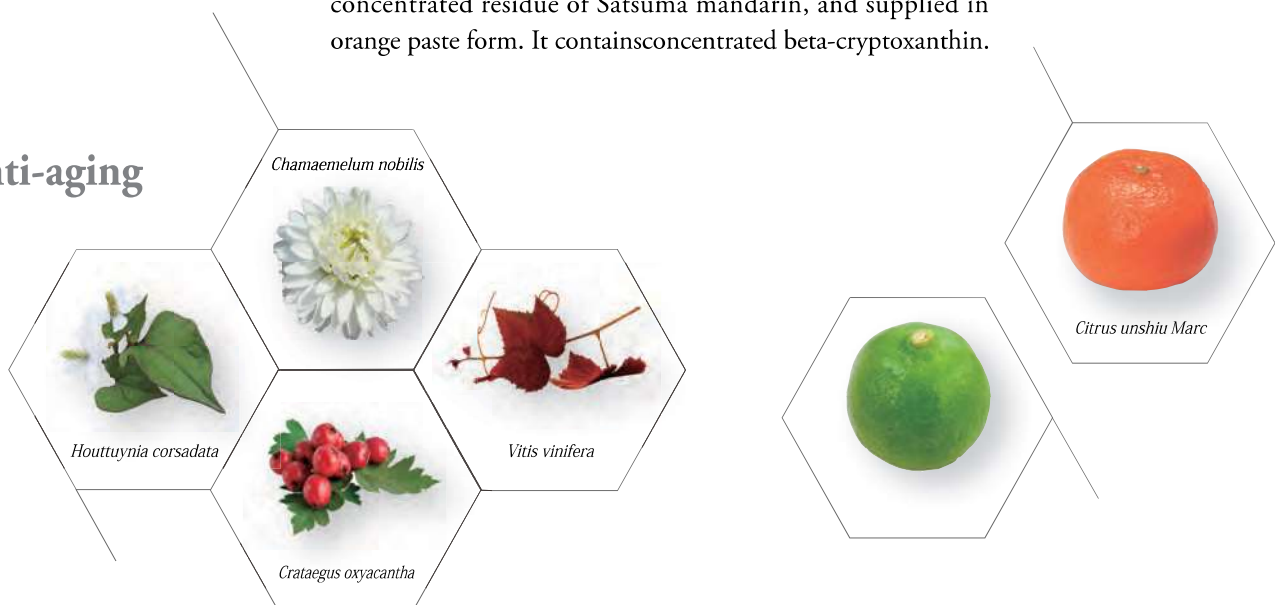 concentrated residue of Satsuma mandarin, and supplied in
orange paste form. It containsconcentrated beta-cryptoxanthin.
nti-aging
Chamaemelum nobilis
Houttuynia corsadata
Vitis vinifera
Crataegus oxyacantha
Citrus unshiu Marc